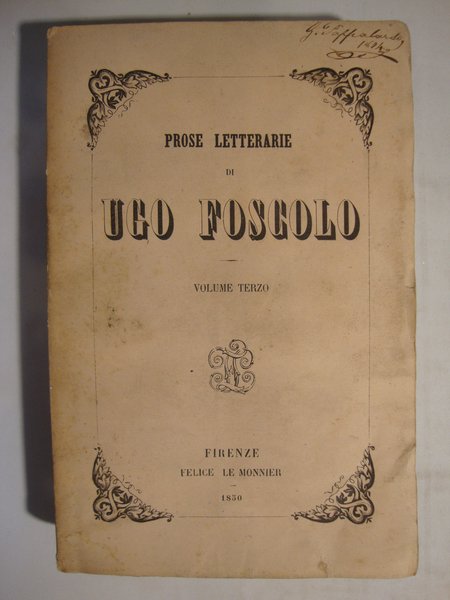 PROSE LETTERARIE
DI
UGO FOSCOLO
VOLUME TERZO
FIRENZE
FELICE LE MONNIER
1850